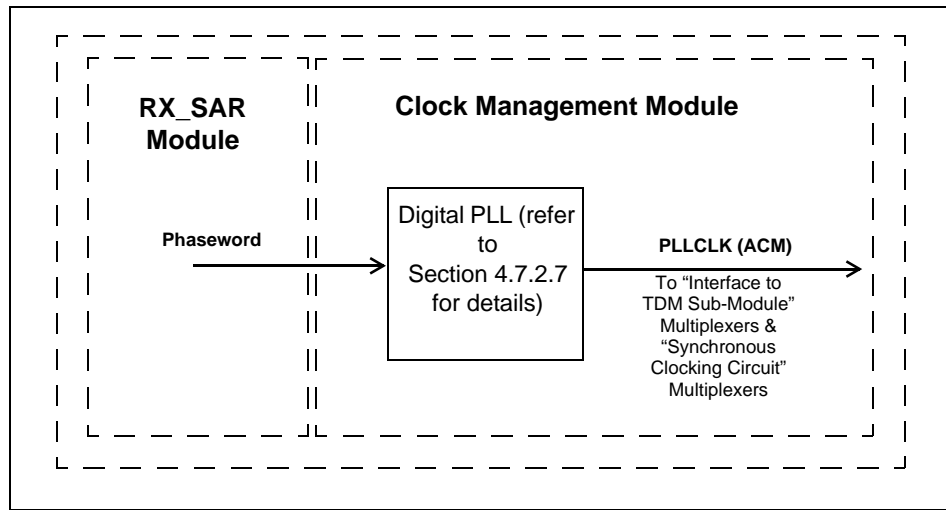 RX_SAR
Module
Clock Management Module
Phaseword
Digital PLL (refer
to
Section 4.7.2.7
for details)
PLLCLK (ACM)
To “Interface to
TDM Sub-Module”
Multiplexers &
“Synchronous
Clocking Circuit”
Multiplexers